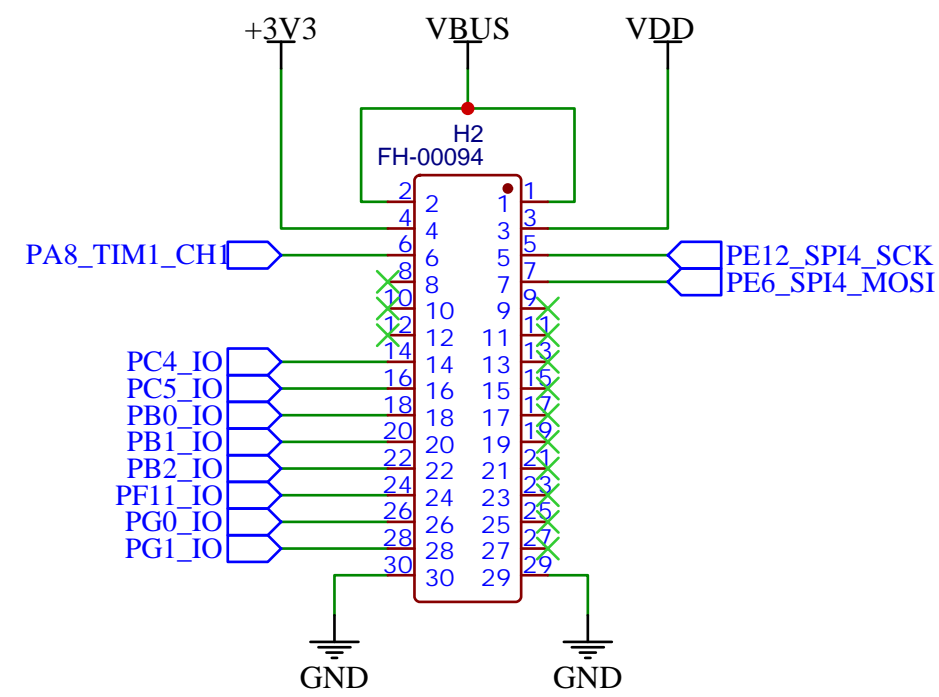 +3V3 VBUS VDD
H2
FH-00094
2 2 1 1
4 4 3 3
PA8_TIM1_CH1 6 6 5 5 PE12_SPI4_SCK
8 8 7 7 PE6_SPI4_MOSI
10 10 9 9
12 12 11 11
PC4_IO 14 14 13 13
PC5_IO 16 16 15 15
PB0_IO 18 18 17 17
PB1_IO 20 20 19 19
PB2_IO 22 22 21 21
PF11_IO 24 24 23 23
PG0_IO 26 26 25 25
PG1_IO 28 28 27 27
30 30 29 29
GND GND